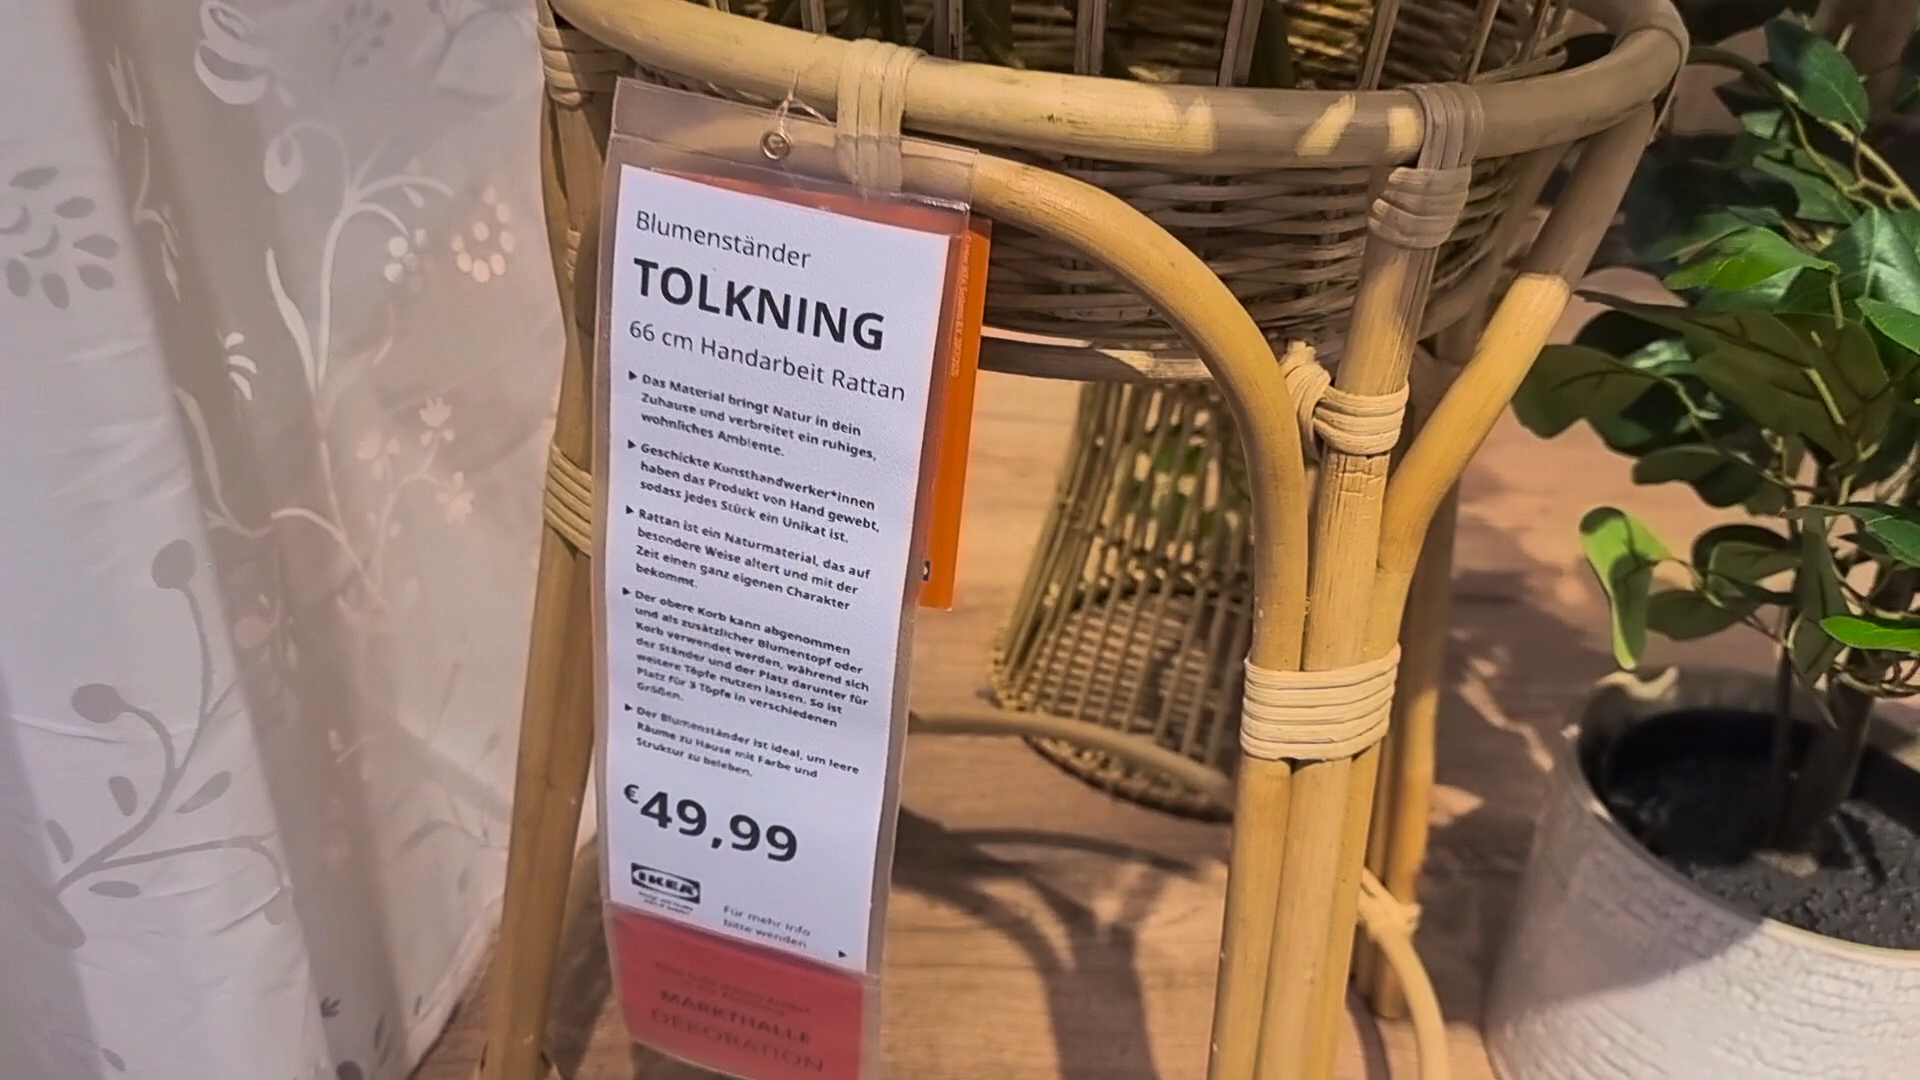 Blumenständer
TOLKNING
66 cm Handarbeit Rattan
▶ Das Material bringt Natur in dein
Zuhause und verbreitet ein ruhiges,
wohnliches Ambiente.
▶ Geschickte Kunsthandwerker*innen
haben das Produkt von Hand gewebt,
sodass jedes Stück ein Unikat ist.
▶ Rattan ist ein Naturmaterial, das auf
besondere Weise altert und mit der
Zeit einen ganz eigenen Charakter
bekommt.
▶ Der obere Korb kann abgenommen
und als zusätzlicher Blumentopf oder
Korb verwendet werden, während sich
der Ständer und der Platz darunter für
weitere Töpfe nutzen lassen. So ist
Platz für 3 Töpfe in verschiedenen
Größen.
▶ Der Blumenständer ist ideal, um leere
Räume zu Hause mit Farbe und
Struktur zu beleben.
€49,99
IKEA
Für mehr Info
bitte wenden
▶
MARKTHALLE
DEKORATION